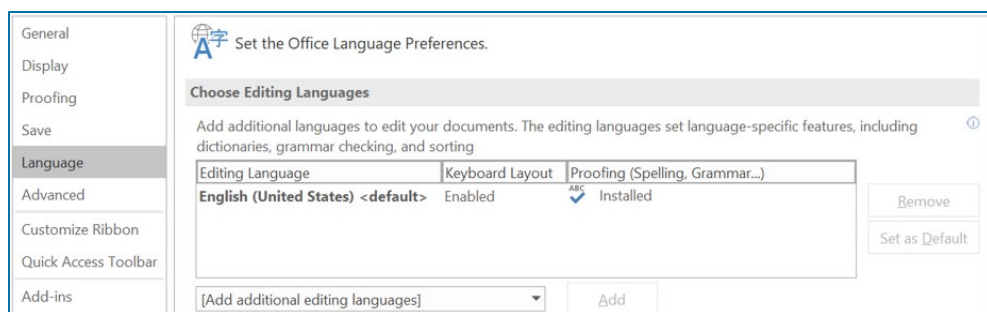 General
Display
Proofing
Save
Language
Advanced
Customize Ribbon
Quick Access Toolbar
Add-ins
字
A
Set the Office Language Preferences.
Choose Editing Languages
Add additional languages to edit your documents. The editing languages set language-specific features, including
dictionaries, grammar checking, and sorting
Editing Language Keyboard Layout Proofing (Spelling, Grammar...)
English (United States) <default> Enabled ABC Installed
Remove
Set as Default
[Add additional editing languages] Add